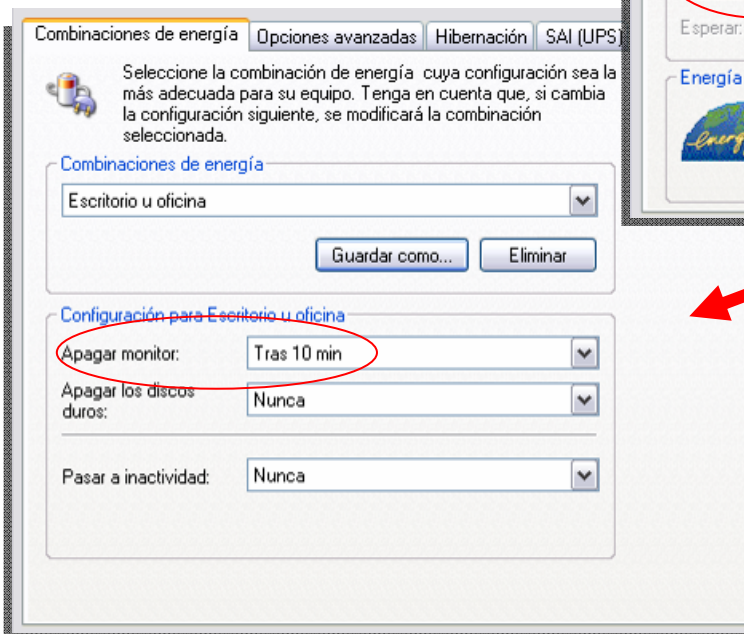 Combinaciones de energía Opciones avanzadas Hibernación SAI (UPS)
Seleccione la combinación de energía cuya configuración sea la
más adecuada para su equipo. Tenga en cuenta que, si cambia
la configuración siguiente, se modificará la combinación
seleccionada.
Combinaciones de energía
Escritorio u oficina
Guardar como... Eliminar
Configuración para Escritorio u oficina
Apagar monitor: Tras 10 min
Apagar los discos
duros: Nunca
Pasar a inactividad: Nunca
Esperar:
Energía